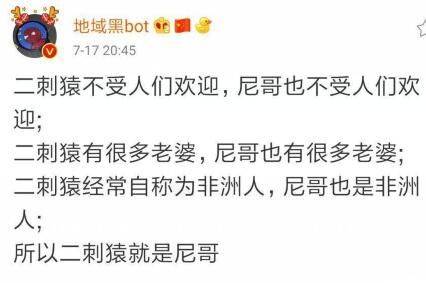 地域黑bot
7-17 20:45
二刺猿不受人们欢迎，尼哥也不受人们欢
迎;
二刺猿有很多老婆，尼哥也有很多老婆;
二刺猿经常自称为非洲人，尼哥也是非洲
人;
所以二刺猿就是尼哥